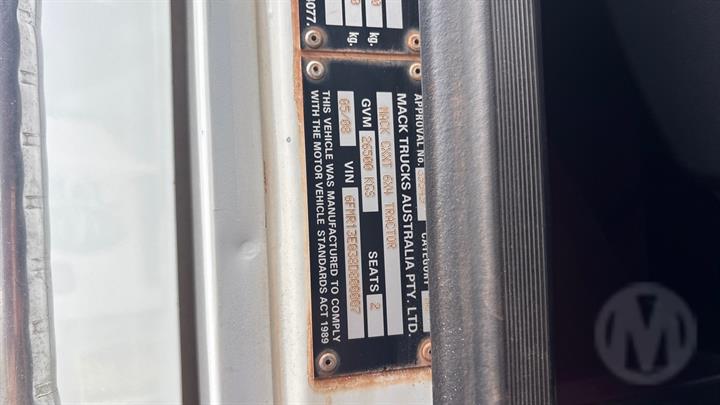 kg.
kg.
APPROVAL No.
CATEGORY
MACK TRUCKS AUSTRALIA PTY. LTD.
MACK CXXT 6X4 TRACTOR
GVM 26500 KGS SEATS 2
05/08 VIN
THIS VEHICLE WAS MANUFACTURED TO COMPLY
WITH THE MOTOR VEHICLE STANDARDS ACT 1989
M